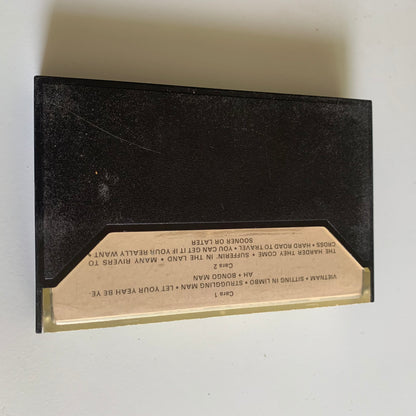 Cara 1
VIETNAM • SITTING IN LIMBO • STRUGGLING MAN • LET YOUR YEAH BE YE-
AH • BONGO MAN
Cara 2
THE HARDER THEY COME • SUFFERIN' IN THE LAND • MANY RIVERS TO
CROSS • HARD ROAD TO TRAVEL • YOU CAN GET IT IF YOUR REALLY WANT •
SOONER OR LATER